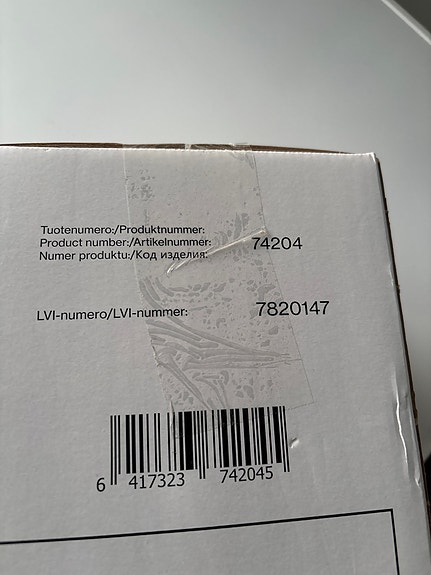 Tuotenumero:/Produktnummer:
Product number:/Artikelnummer: 74204
Numer produktu:/Код изделия:
LVI-numero/LVI-nummer: 7820147
6 417323 742045